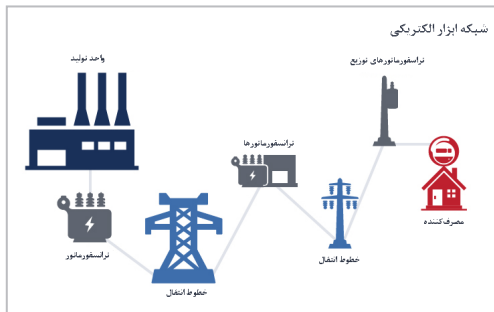 شبکه ابزار الکتریکی
واحد تولید
ترانسفورماتورهای توزیع
ترانسفورماتورها
مصرف‌کننده
ترانسفورماتور
خطوط انتقال
خطوط انتقال